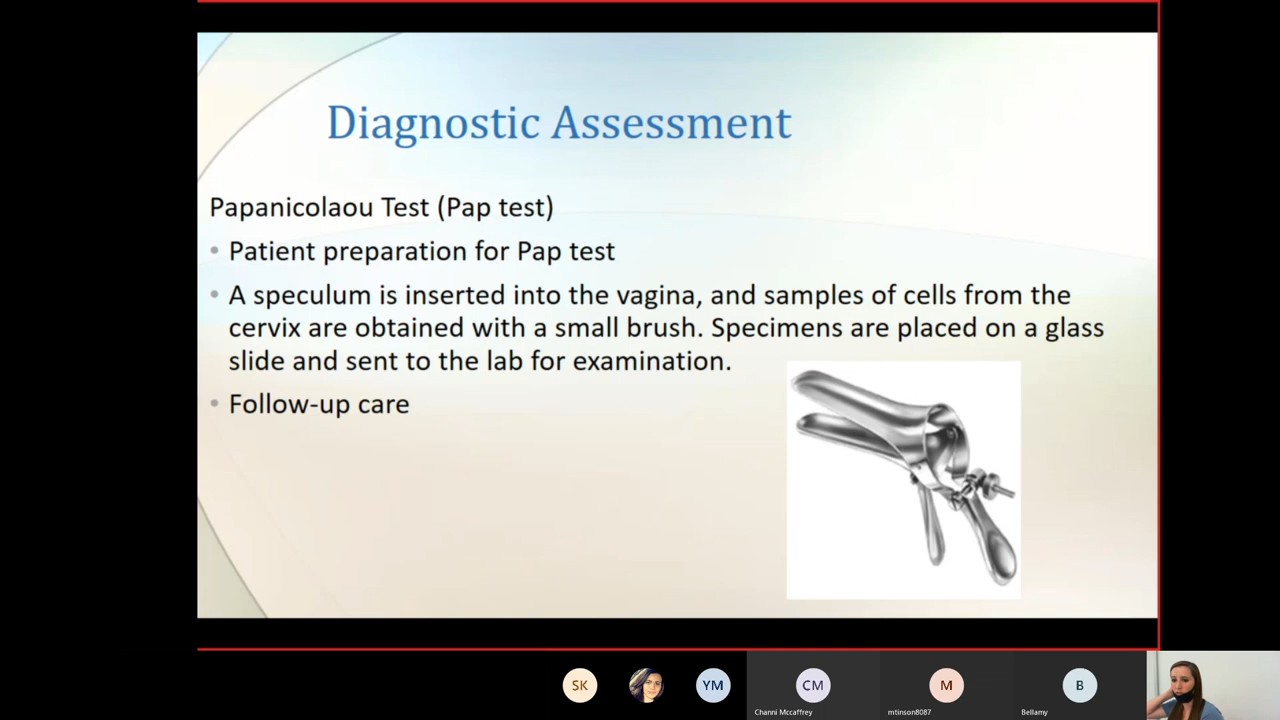 Diagnostic Assessment
Papanicolaou Test (Pap test)
• Patient preparation for Pap test
• A speculum is inserted into the vagina, and samples of cells from the
cervix are obtained with a small brush. Specimens are placed on a glass
slide and sent to the lab for examination.
• Follow-up care
SK
YM
CM
M
B
Channi Mccaffrey
mtinson8087
Bellamy